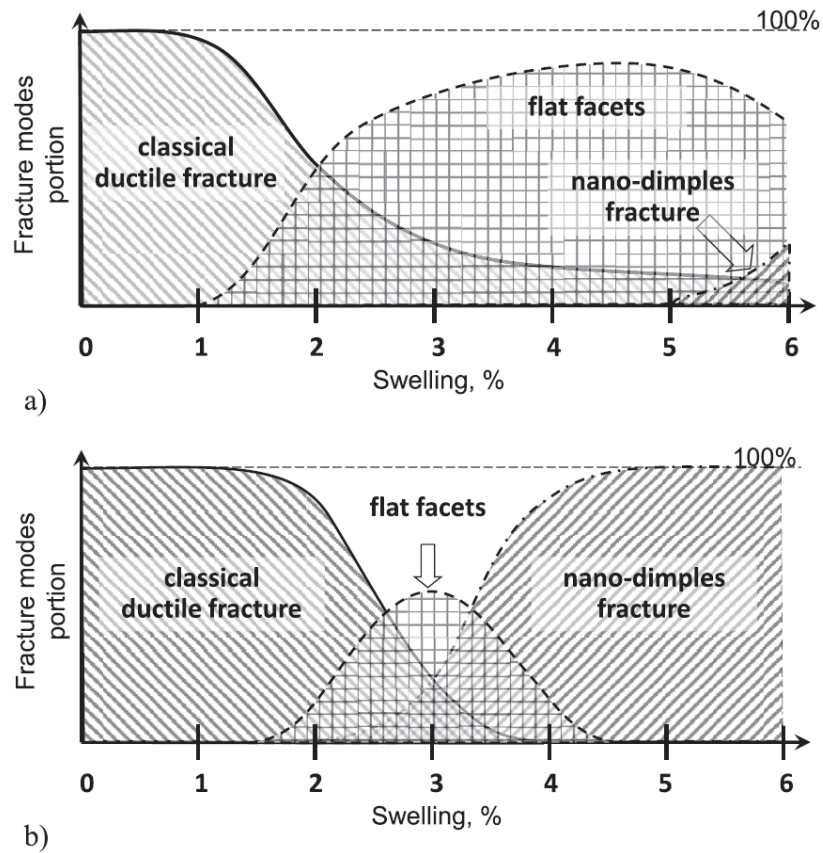 100%
Fracture modes
portion
classical
ductile fracture
flat facets
nano-dimples
fracture
0 1 2 3 4 5 6
Swelling, %
a)
100%
Fracture modes
portion
flat facets
classical
ductile fracture
nano-dimples
fracture
0 1 2 3 4 5 6
Swelling, %
b)